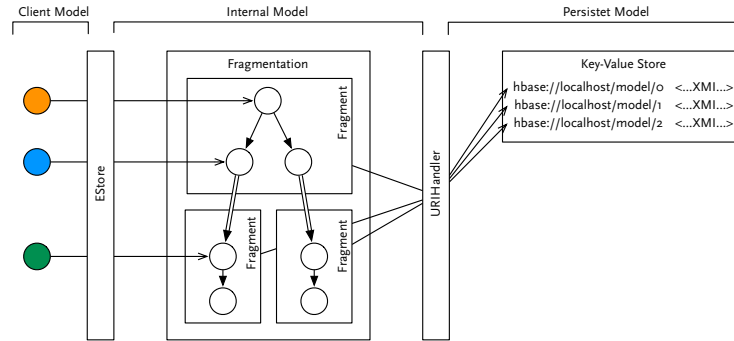 Client Model
Internal Model
Persistet Model
Fragmentation
Key-Value Store
hbase://localhost/model/0 <...XMI...>
hbase://localhost/model/1 <...XMI...>
hbase://localhost/model/2 <...XMI...>
Fragment
EStore
URIHandler
Fragment
Fragment